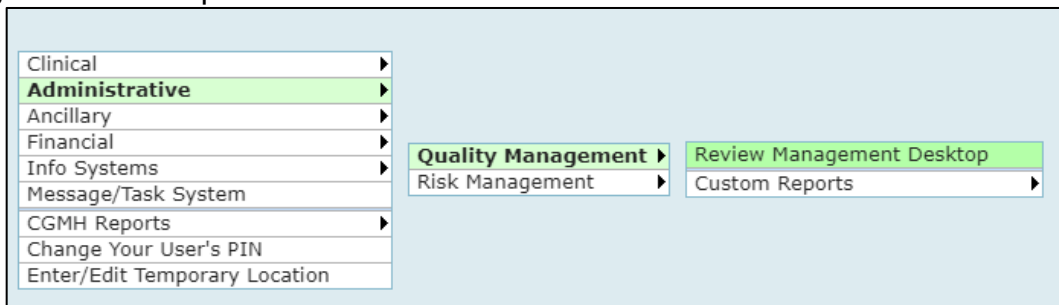 Clinical
Administrative
Ancillary
Financial
Info Systems
Message/Task System
CGMH Reports
Change Your User's PIN
Enter/Edit Temporary Location
Quality Management
Risk Management
Review Management Desktop
Custom Reports